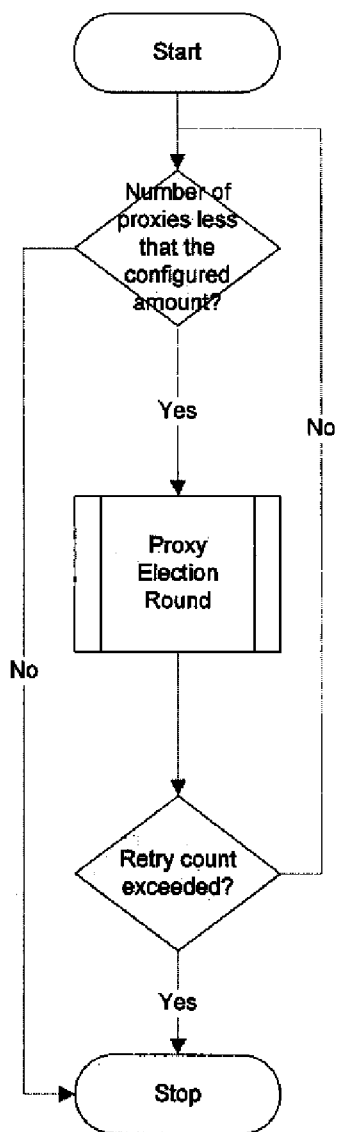 Start
Number of
proxies less
that the
configured
amount?
Yes
No
Proxy
Election
Round
No
Retry count
exceeded?
Yes
Stop